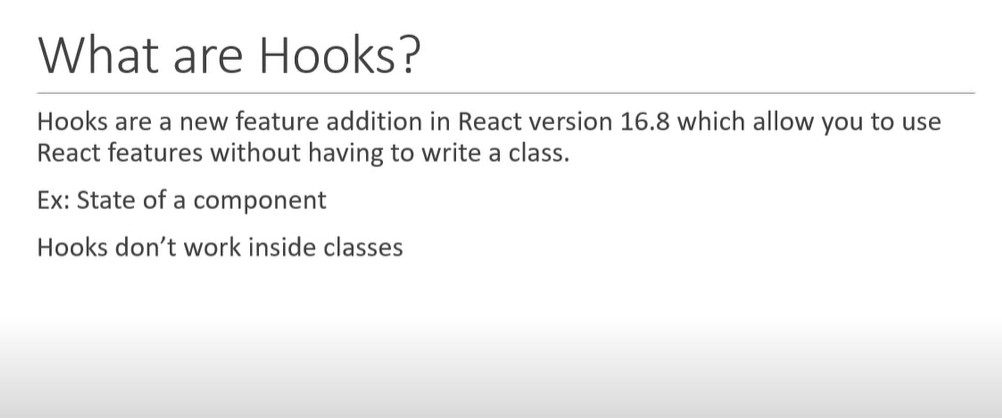 What are Hooks?
Hooks are a new feature addition in React version 16.8 which allow you to use
React features without having to write a class.
Ex: State of a component
Hooks don’t work inside classes